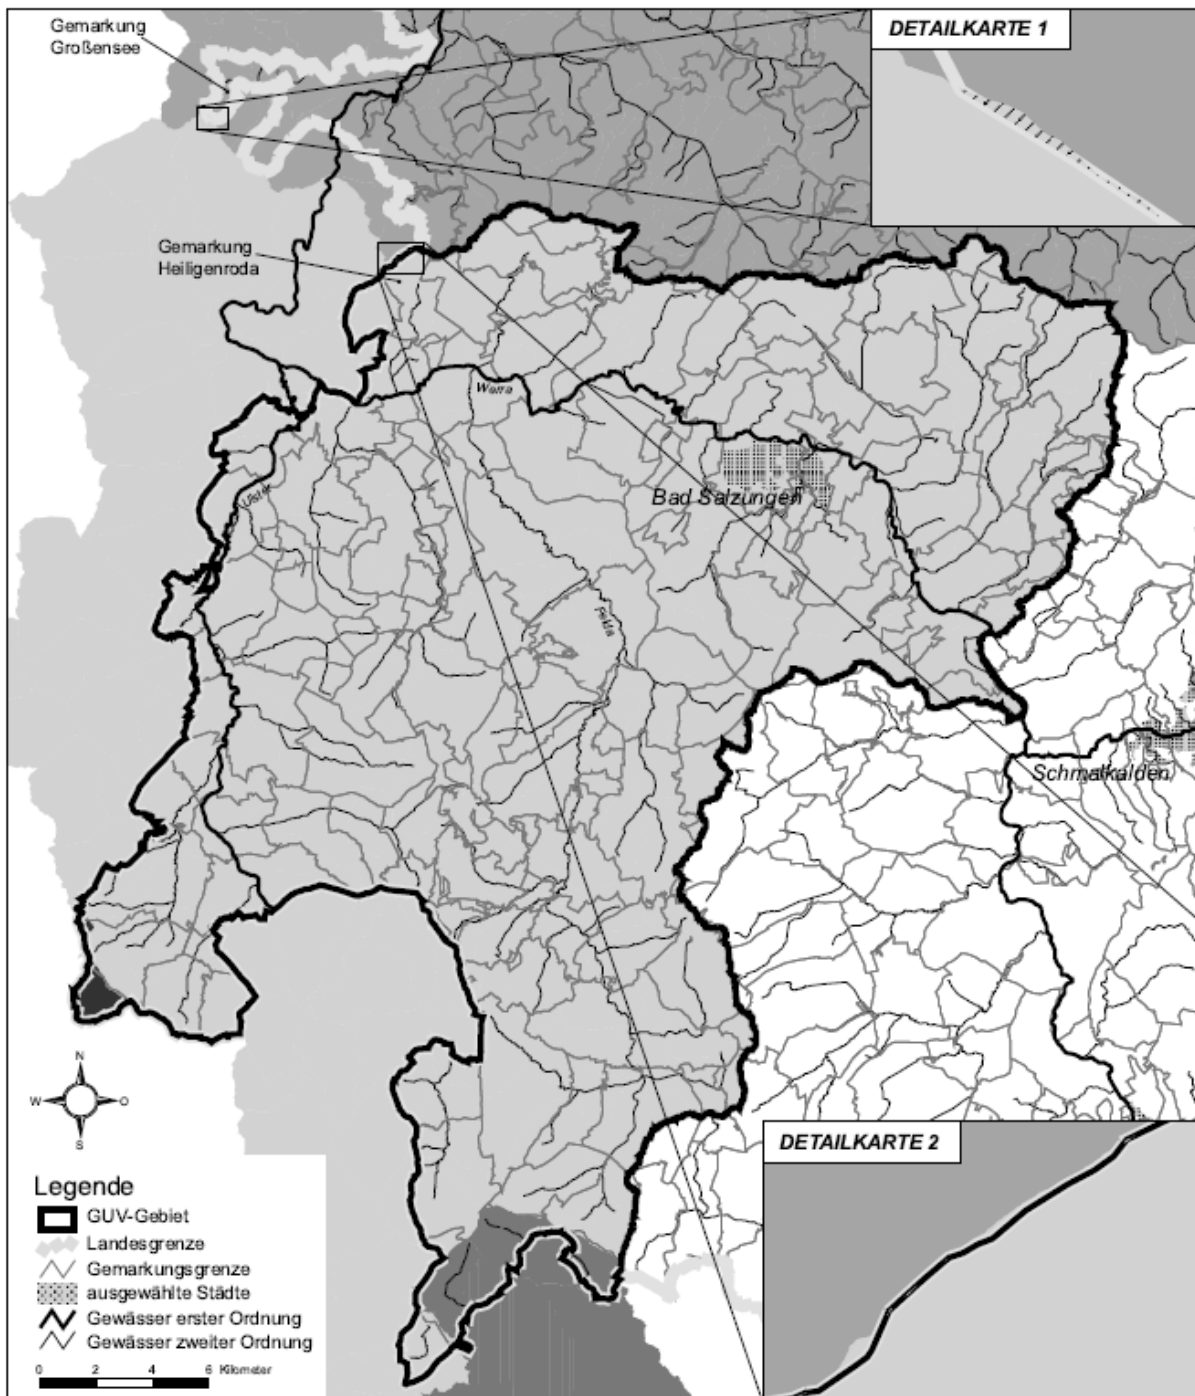 Gemarkung
Großensee
DETAILKARTE 1
Gemarkung
Heiligenroda
Werra
Bad Salzungen
Ulster
Felda
Schmalkalden
N
W
O
S
DETAILKARTE 2
Legende
GUV-Gebiet
Landesgrenze
Gemarkungsgrenze
ausgewählte Städte
Gewässer erster Ordnung
Gewässer zweiter Ordnung
0 2 4 6 Kilometer